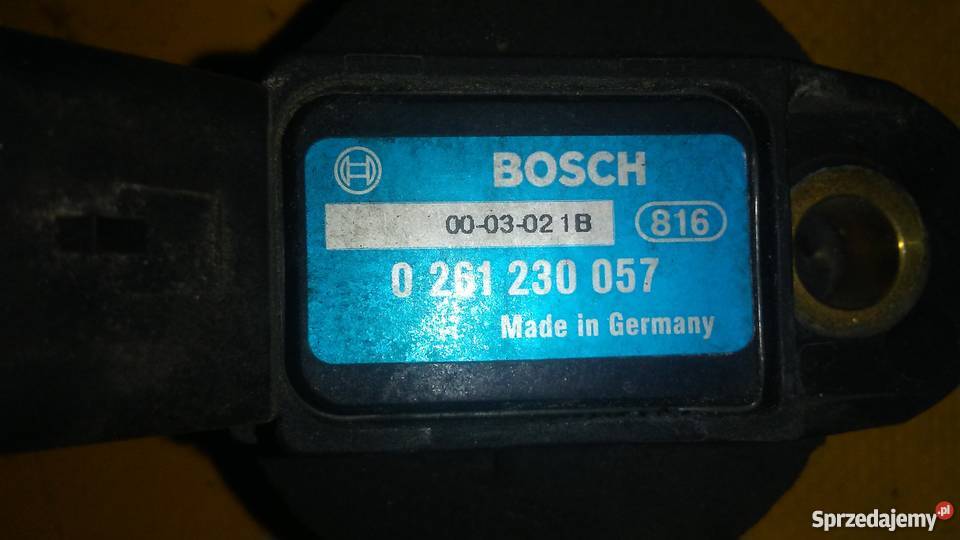 BOSCH
00-03-02 1B
816
0 261 230 057
Made in Germany
Sprzedajemy.pl